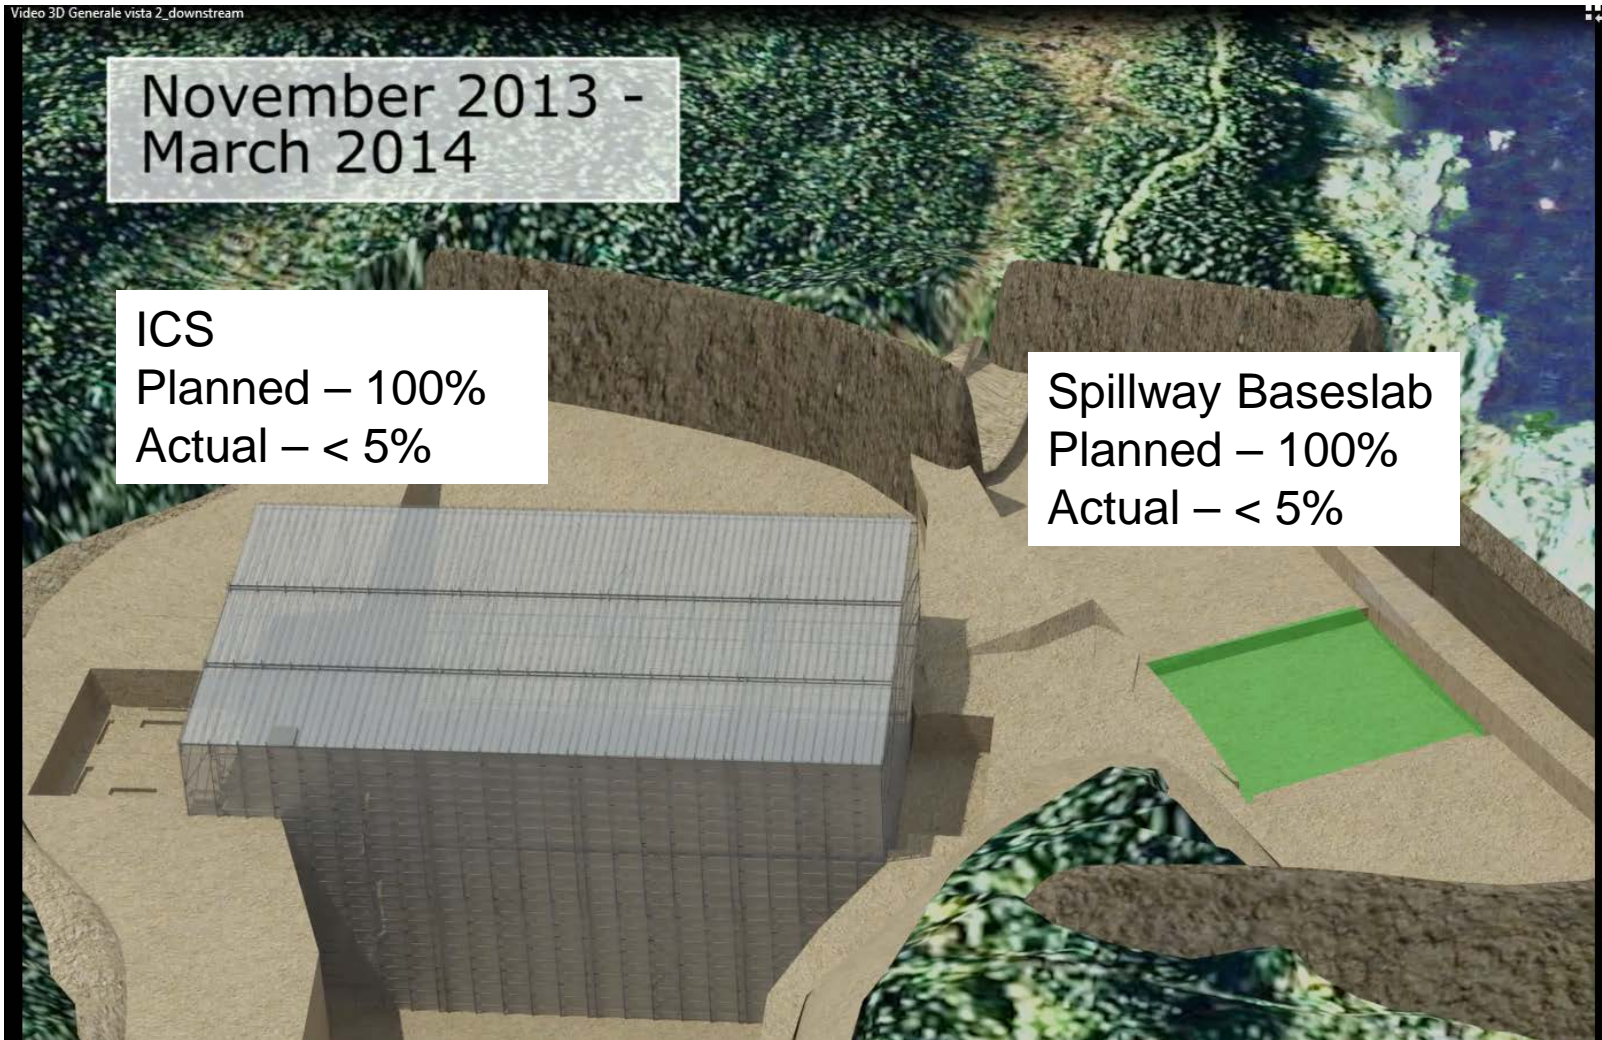 Video 3D Generale vista 2_downstream
November 2013 -
March 2014
ICS
Planned – 100%
Actual – < 5%
Spillway Baseslab
Planned – 100%
Actual – < 5%